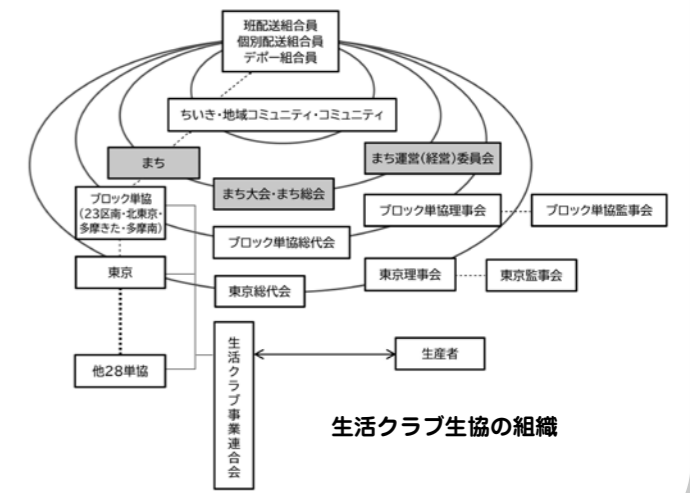 班配送組合員
個別配送組合員
デポー組合員
ちいき・地域コミュニティ・コミュニティ
まち
まち運営(経営)委員会
まち大会・まち総会
ブロック単協
(23区南・北東京・
多摩きた・多摩南)
ブロック単協理事会
ブロック単協監事会
ブロック単協総代会
東京
東京理事会
東京監事会
東京総代会
生活クラブ事業連合会
生産者
他28単協
生活クラブ生協の組織